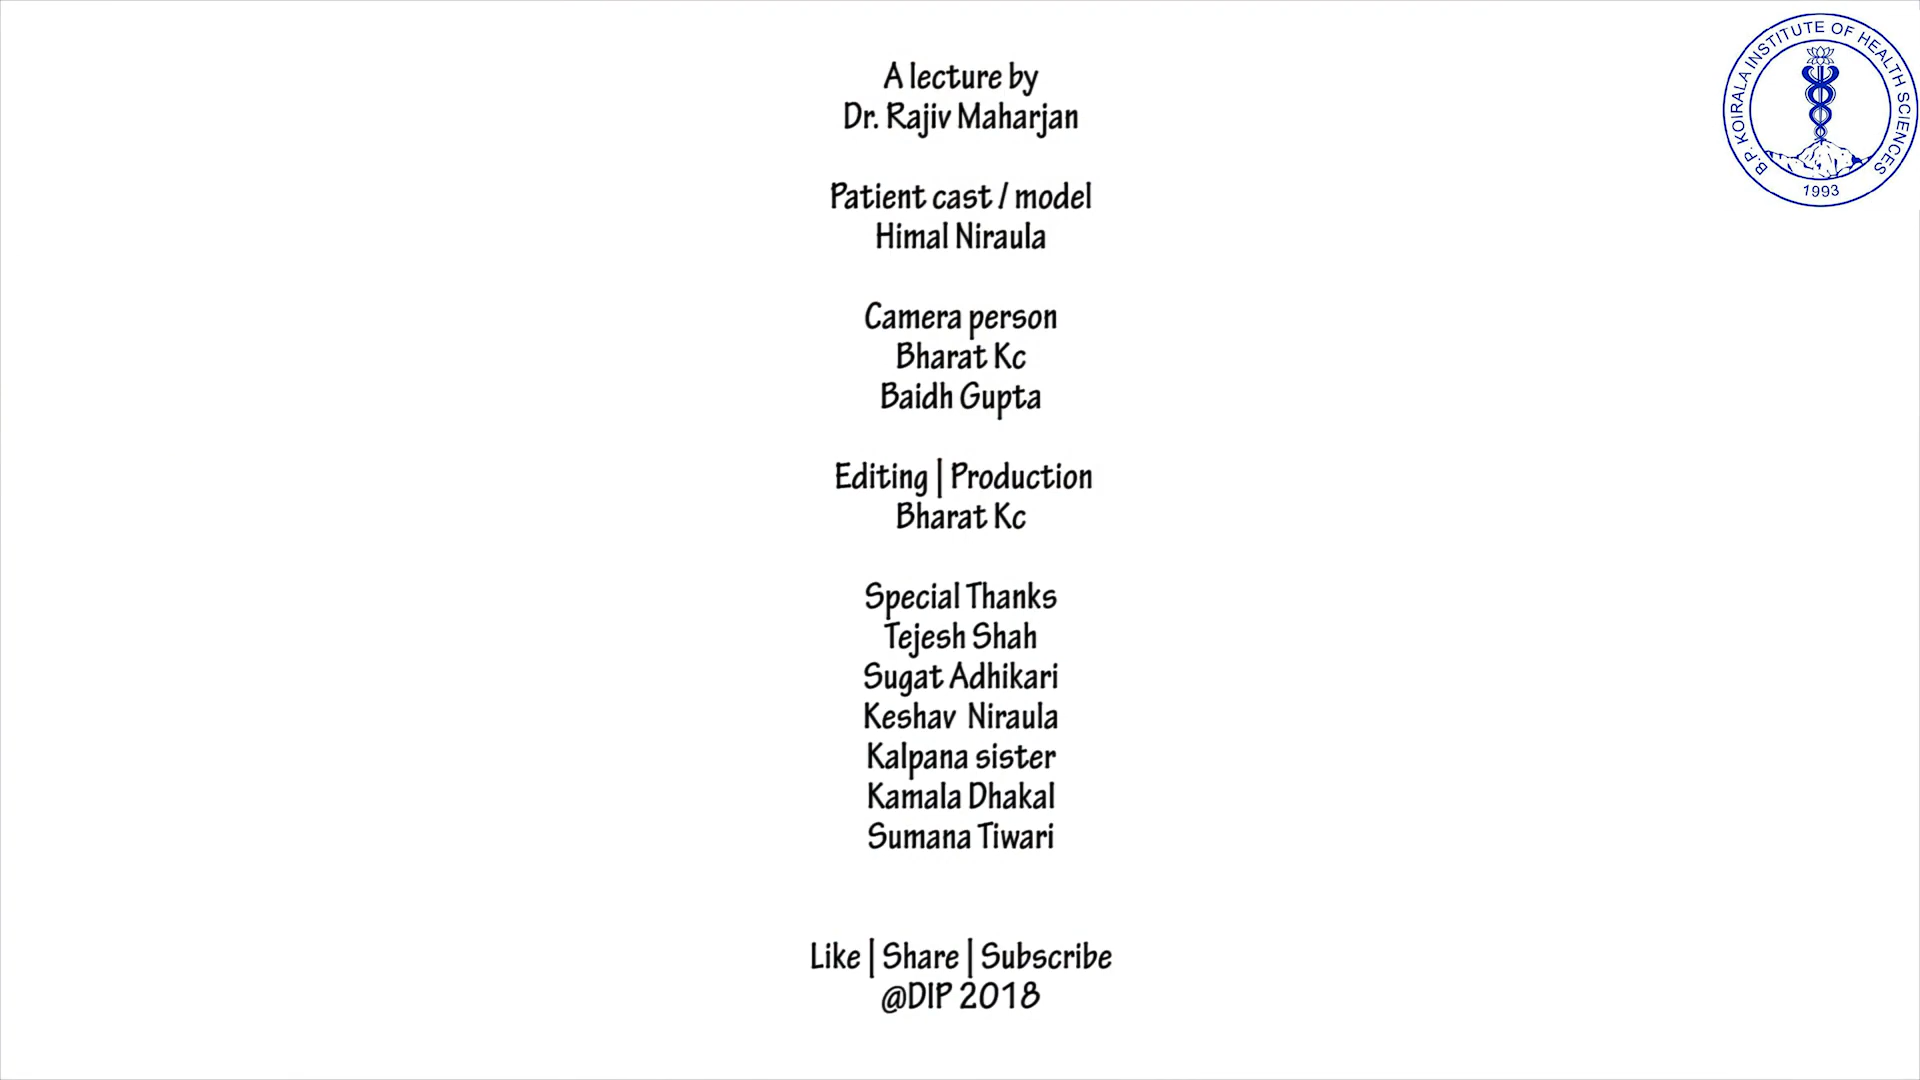 A lecture by
Dr. Rajiv Maharjan
Patient cast / model
Himal Niraula
Camera person
Bharat Kc
Baidh Gupta
Editing | Production
Bharat Kc
Special Thanks
Tejesh Shah
Sugat Adhikari
Keshav Niraula
Kalpana sister
Kamala Dhakal
Sumana Tiwari
Like | Share | Subscribe
@DIP 2018
B.P. KOIRALA INSTITUTE OF HEALTH SCIENCES
1993